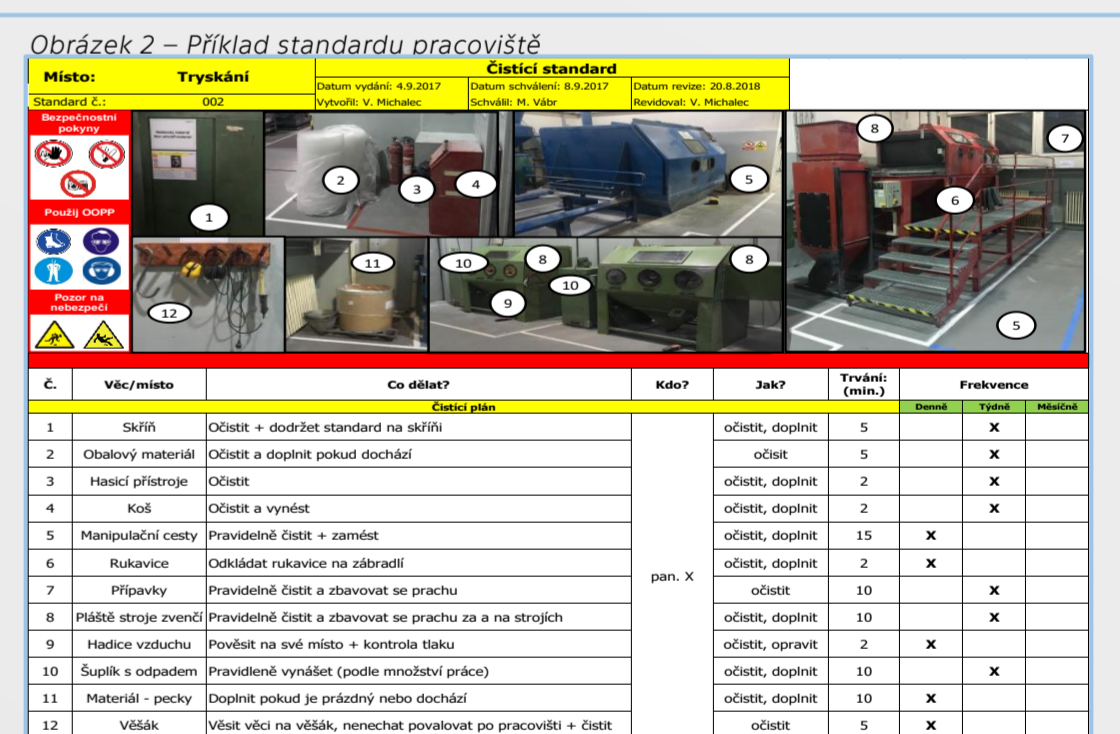 Obrázek 2 – Příklad standardu pracoviště
Místo: Tryskání
Čistící standard
Datum vydání: 4.9.2017 Datum schválení: 8.9.2017 Datum revize: 20.8.2018
Standard č.: 002 Vytvořil: V. Michalec Schválil: M. Vábr Revidoval: V. Michalec
Bezpečnostní
pokyny
Použij OOPP
Pozor na
nebezpečí
1
2
3
4
5
8
7
6
5
12
11
10
8
10
9
8
Č. Věc/místo Co dělat? Kdo? Jak? Trvání: (min.) Frekvence
Čistící plán Denně Týdně Měsíčně
1 Skříň Očistit + dodržet standard na skříňi očistit, doplnit 5 X
2 Obalový materiál Očistit a doplnit pokud dochází očisit 5 X
3 Hasicí přístroje Očistit očistit, doplnit 2 X
4 Koš Očistit a vynést očistit, doplnit 2 X
5 Manipulační cesty Pravidelně čistit + zamést očistit, doplnit 15 X
6 Rukavice Odkládat rukavice na zábradlí očistit, doplnit 2 X
pan. X
7 Přípavky Pravidelně čistit a zbavovat se prachu očistit 10 X
8 Pláště stroje zvenčí Pravidelně čistit a zbavovat se prachu za a na strojích očistit, doplnit 10 X
9 Hadice vzduchu Pověsit na své místo + kontrola tlaku očistit, opravit 2 X
10 Šuplík s odpadem Pravidleně vynášet (podle množství práce) očistit, doplnit 10 X
11 Materiál - pecky Doplnit pokud je prázdný nebo dochází očistit, doplnit 10 X
12 Věšák Věsit věci na věšák, nenechat povalovat po pracovišti + čistit očistit 5 X